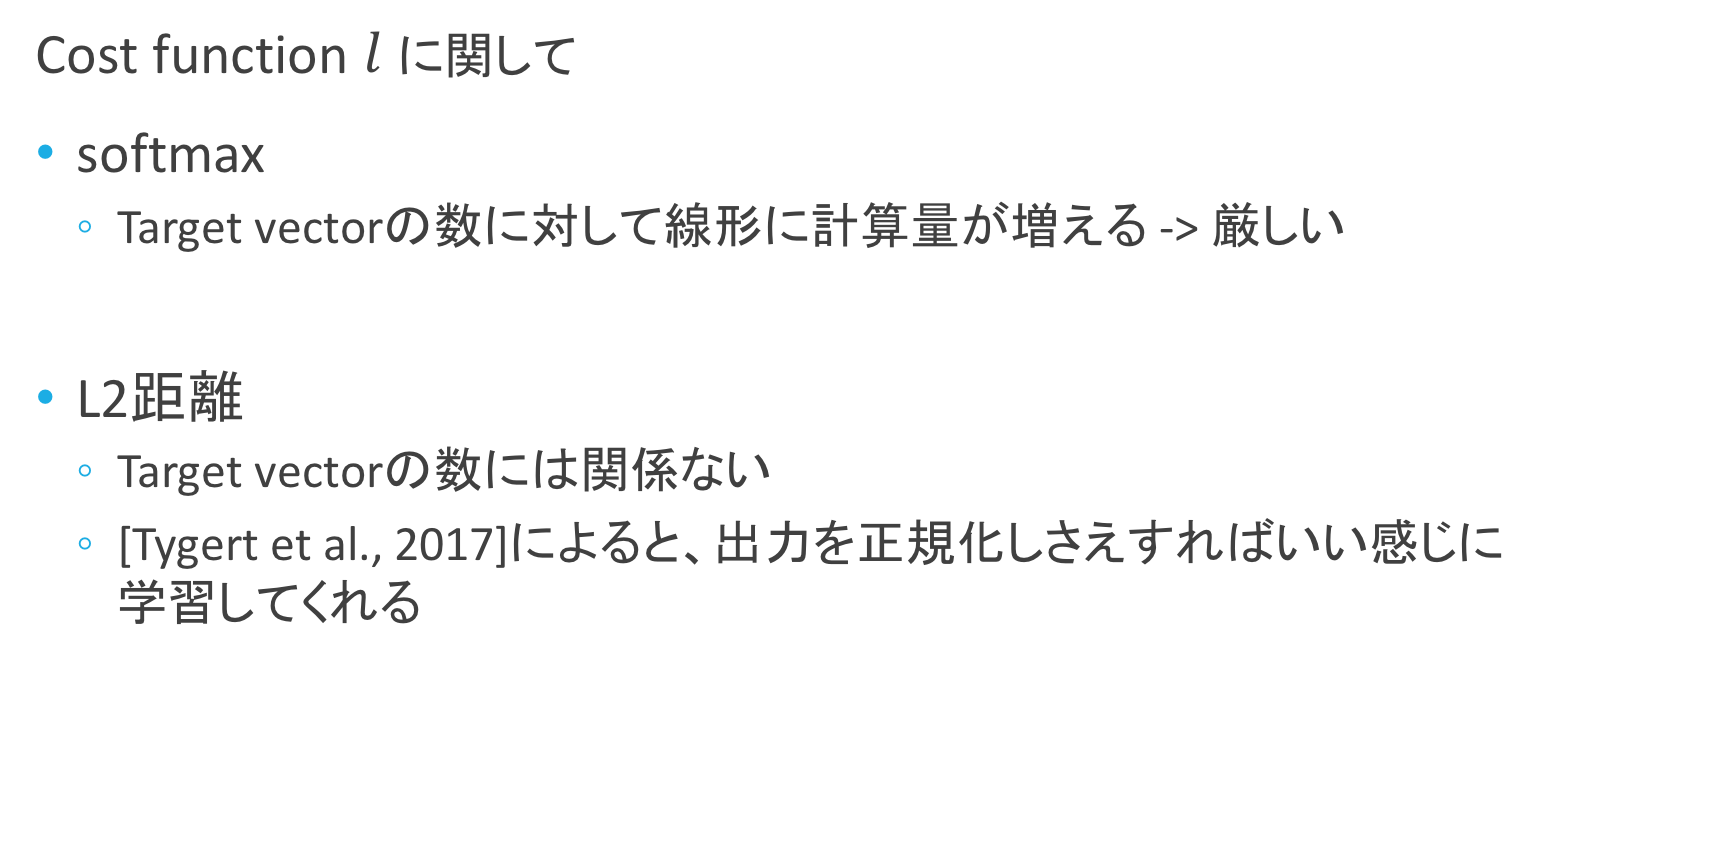 Cost function l に関して
• softmax
◦ Target vectorの数に対して線形に計算量が増える -> 厳しい
• L2距離
◦ Target vectorの数には関係ない
◦ [Tygert et al., 2017]によると、出力を正規化しさえすればいい感じに
学習してくれる